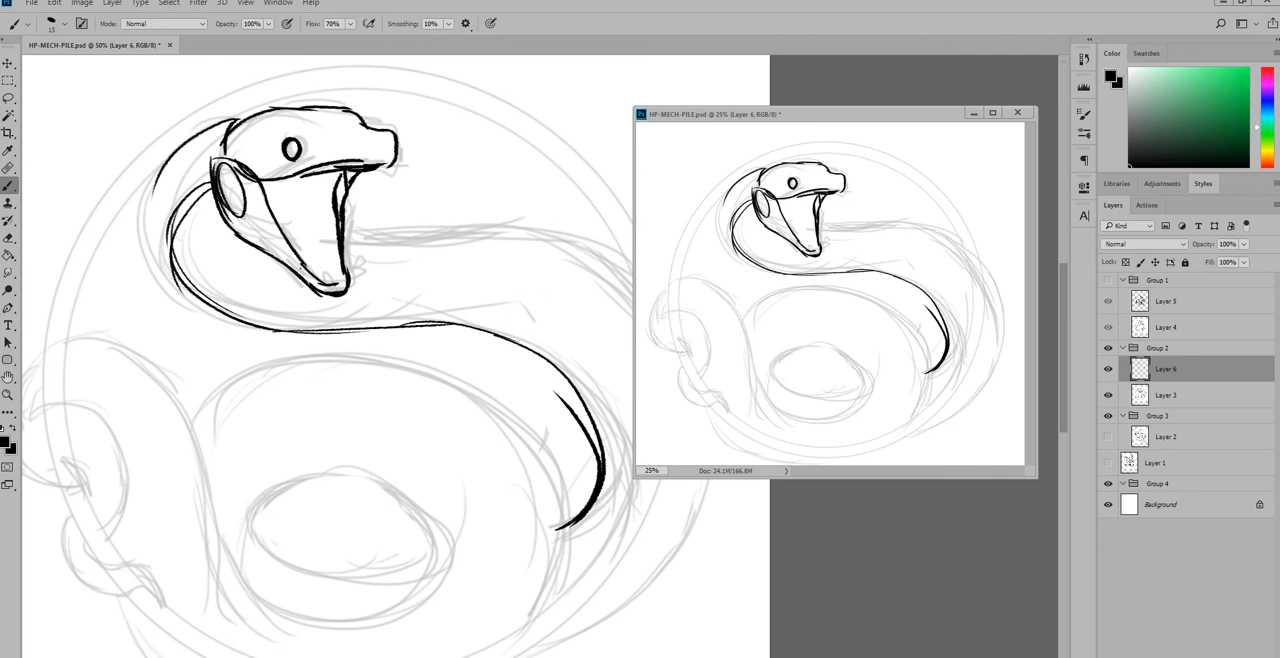 File Edit Image Layer Type Select Filter 3D View Window Help
15 Mode: Normal Opacity: 100% Flow: 70% Smoothing: 10%
HP-MECH-PILE.psd @ 50% (Layer 6, RGB/8) * ×
HP-MECH-PILE.psd @ 25% (Layer 6, RGB/8) *
25% Doc: 24.1M/166.8M
Color Swatches
Libraries Adjustments Styles
Layers Actions
Kind
Normal Opacity: 100%
Lock: Fill: 100%
Group 1
Layer 5
Layer 4
Group 2
Layer 6
Layer 3
Group 3
Layer 2
Layer 1
Group 4
Background